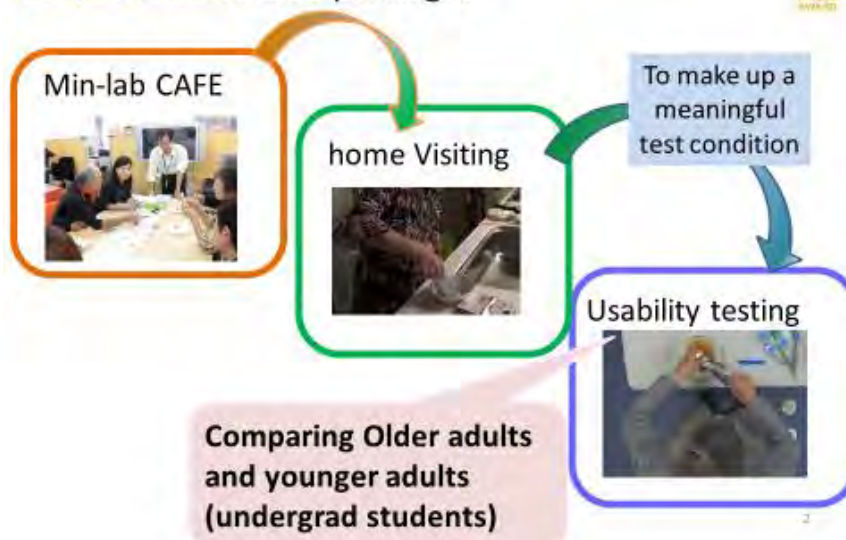 Min-lab CAFE
home Visiting
To make up a
meaningful
test condition
Usability testing
Comparing Older adults
and younger adults
(undergrad students)
2